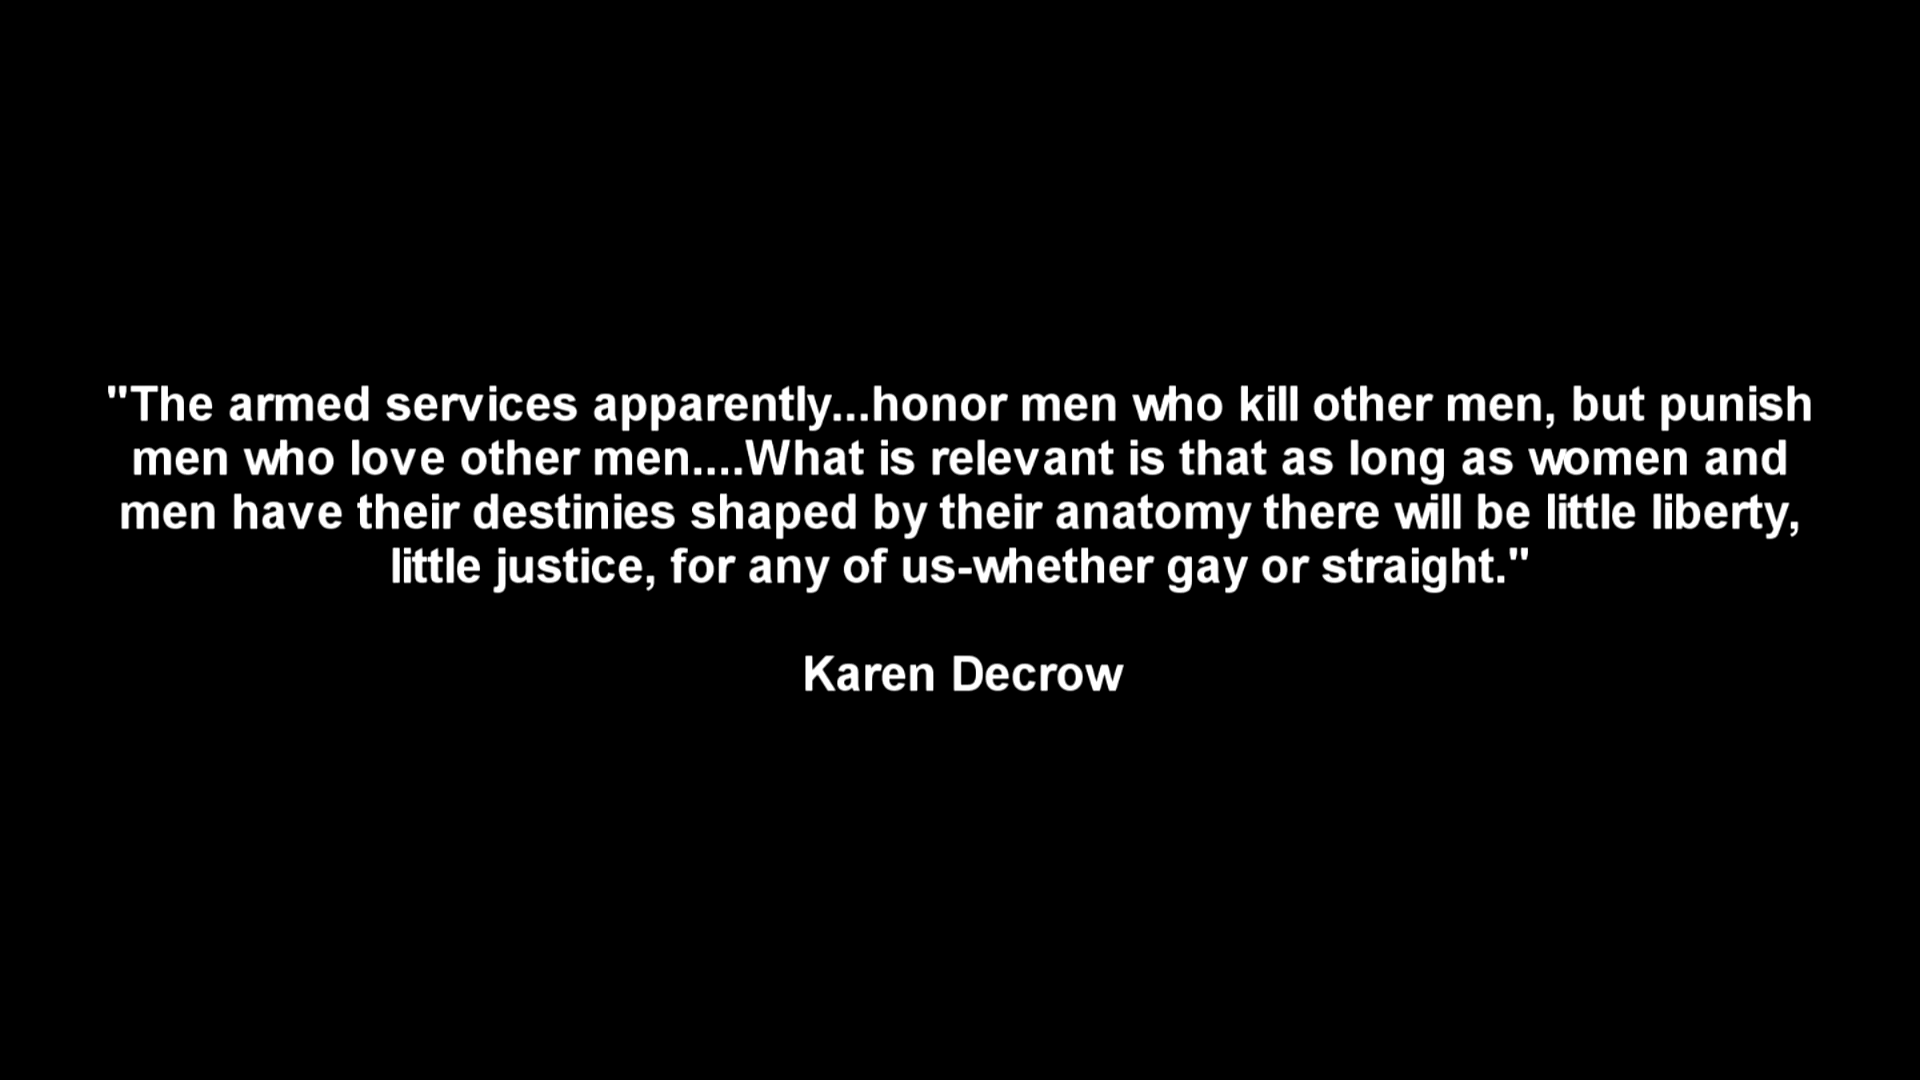 "The armed services apparently...honor men who kill other men, but punish
men who love other men....What is relevant is that as long as women and
men have their destinies shaped by their anatomy there will be little liberty,
little justice, for any of us-whether gay or straight."
Karen Decrow